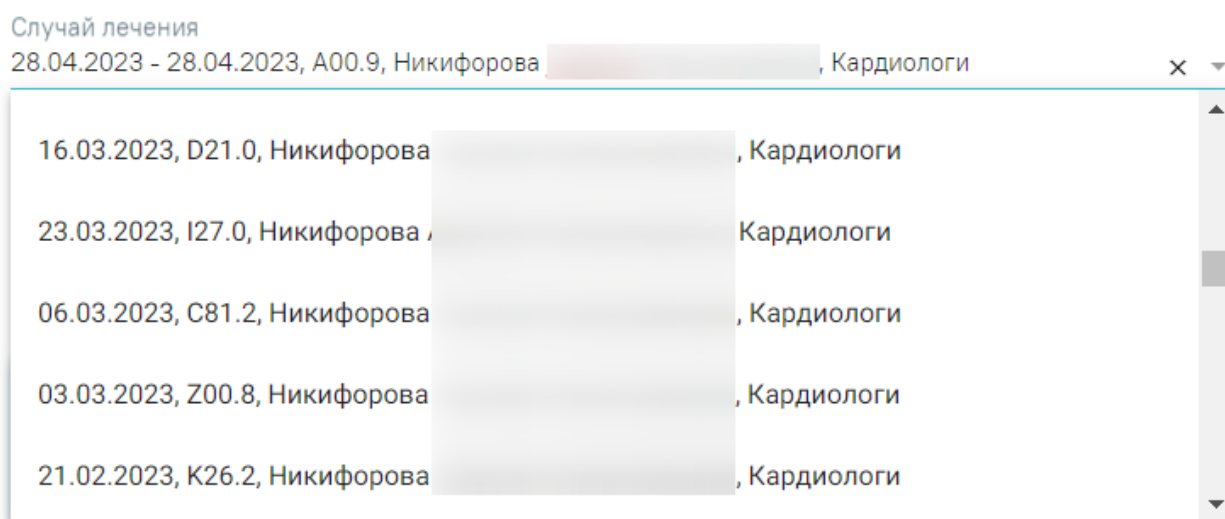 Случай лечения
28.04.2023 - 28.04.2023, A00.9, Никифорова , Кардиологи
16.03.2023, D21.0, Никифорова , Кардиологи
23.03.2023, I27.0, Никифорова Кардиологи
06.03.2023, C81.2, Никифорова , Кардиологи
03.03.2023, Z00.8, Никифорова , Кардиологи
21.02.2023, K26.2, Никифорова , Кардиологи